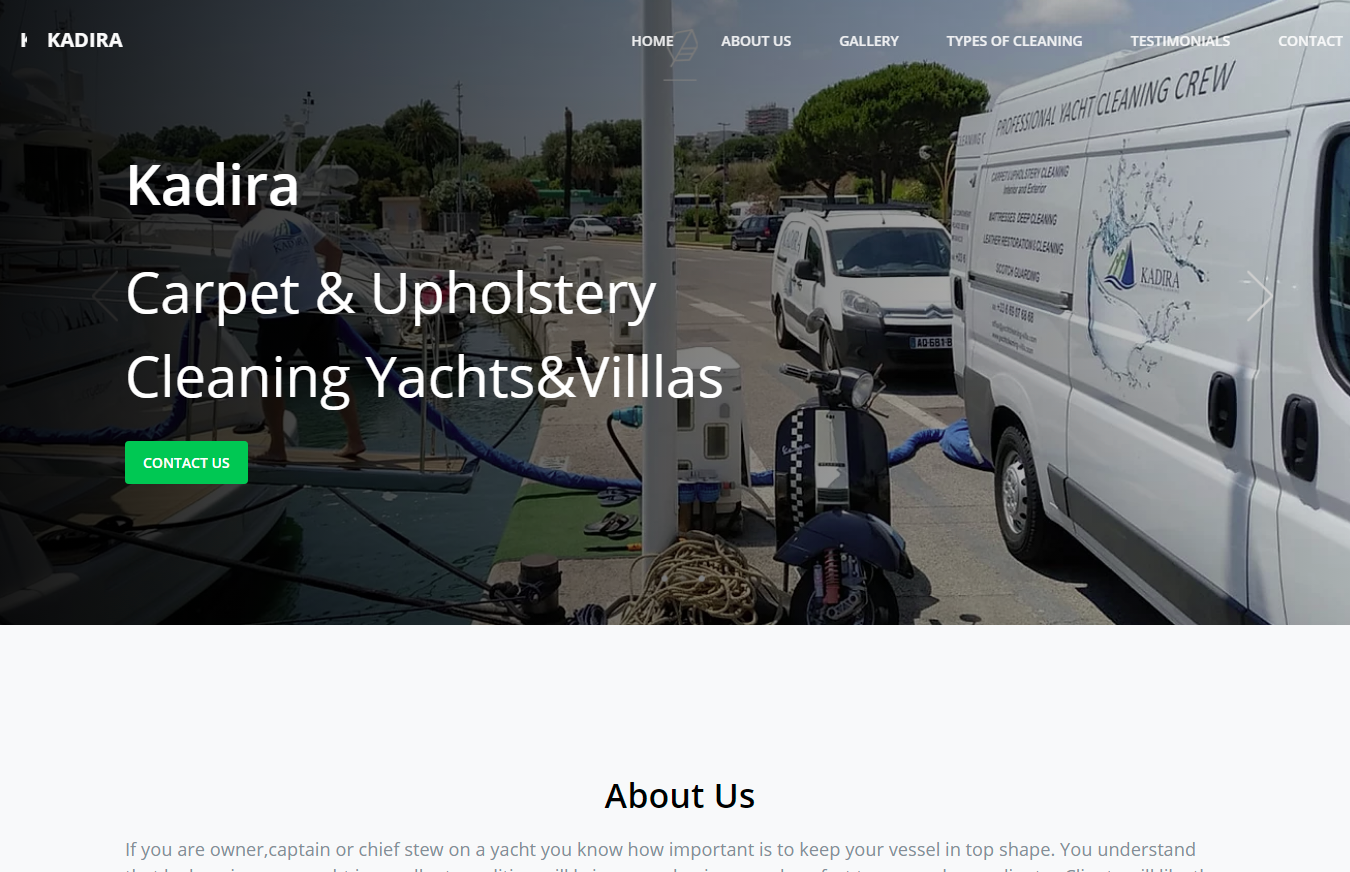 KADIRA
HOME ABOUT US GALLERY TYPES OF CLEANING TESTIMONIALS CONTACT
PROFESSIONAL YACHT CLEANING CREW
CARPET/UPHOLSTERY CLEANING
Interior and Exterior
MATTRESSES DEEP CLEANING
LEATHER RESTORATION & CLEANING
SCOTCH GUARDING
KADIRA
KADIRA
Kadira
Carpet & Upholstery
Cleaning Yachts&Villlas
CONTACT US
About Us
If you are owner,captain or chief stew on a yacht you know how important is to keep your vessel in top shape. You understand